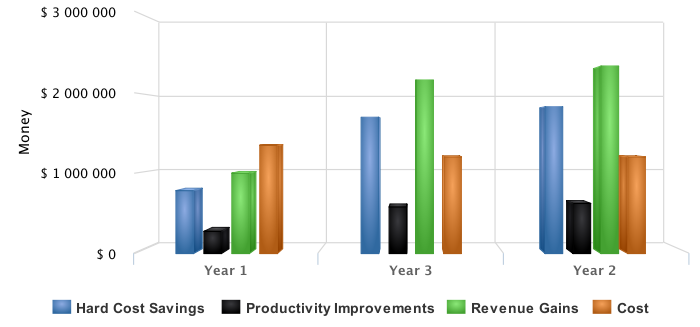 $ 3 000 000
$ 2 000 000
Money
$ 1 000 000
$ 0
Year 1 Year 3 Year 2
Hard Cost Savings Productivity Improvements Revenue Gains Cost